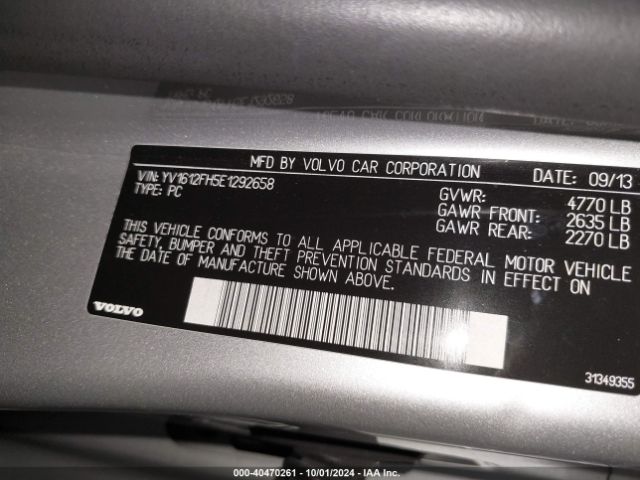 MFD BY VOLVO CAR CORPORATION DATE: 09/13
VIN: YV1612FH5E1292658 GVWR: 4770 LB
TYPE: PC GAWR FRONT: 2635 LB
GAWR REAR: 2270 LB
THIS VEHICLE CONFORMS TO ALL APPLICABLE FEDERAL MOTOR VEHICLE
SAFETY, BUMPER AND THEFT PREVENTION STANDARDS IN EFFECT ON
THE DATE OF MANUFACTURE SHOWN ABOVE.
VOLVO
31349355
000-40470261 - 10/01/2024 - IAA Inc.